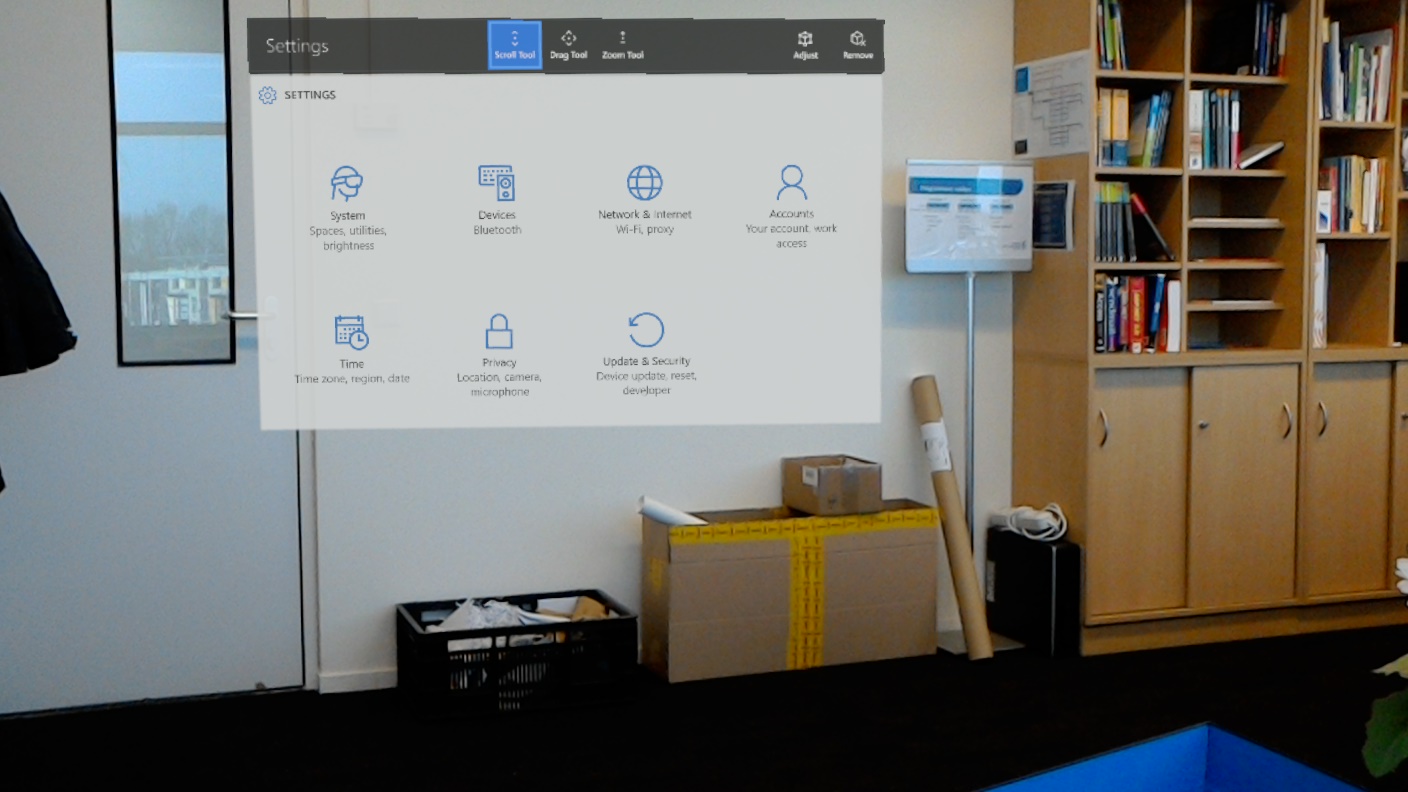 Settings
Scroll Tool
Drag Tool
Zoom Tool
Adjust
Remove
SETTINGS
System
Spaces, utilities,
brightness
Devices
Bluetooth
Network & Internet
Wi-Fi, proxy
Accounts
Your account, work
access
Time
Time zone, region, date
Privacy
Location, camera,
microphone
Update & Security
Device update, reset,
developer